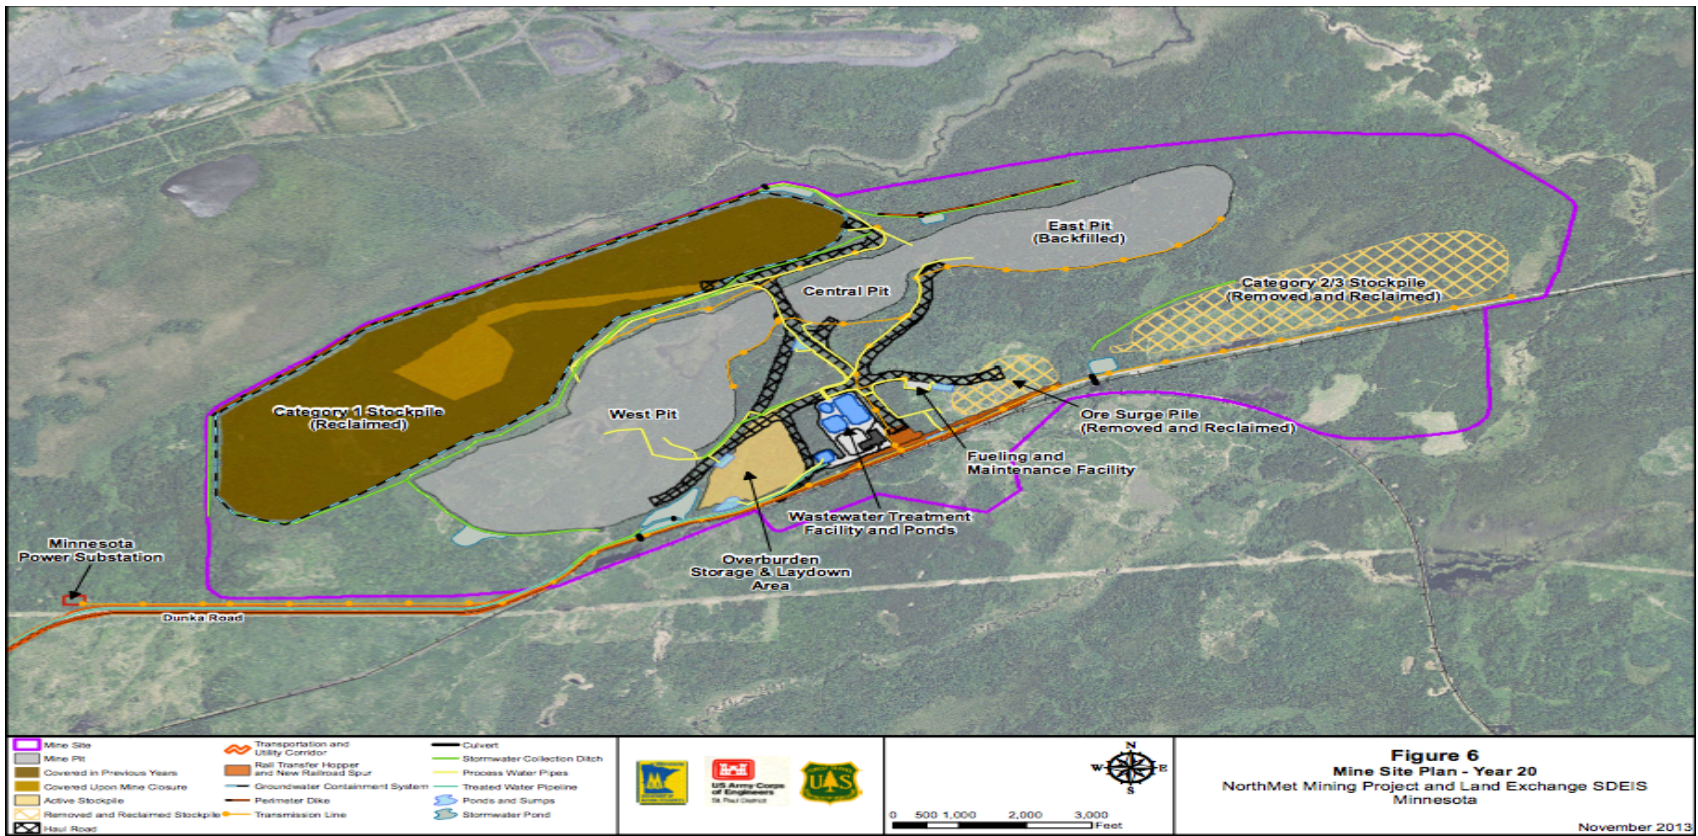 East Pit
(Backfilled)
Category 2/3 Stockpile
(Removed and Reclaimed)
Central Pit
Category 1 Stockpile
(Reclaimed)
West Pit
Ore Surge Pile
(Removed and Reclaimed)
Fueling and
Maintenance Facility
Wastewater Treatment
Facility and Ponds
Overburden
Storage & Laydown
Area
Minnesota
Power Substation
Dunka Road
Mine Site
Mine Pit
Covered in Previous Years
Covered Upon Mine Closure
Active Stockpile
Removed and Reclaimed Stockpile
Haul Road
Transportation and
Utility Corridor
Rail Transfer Hopper
and New Railroad Spur
Groundwater Containment System
Perimeter Dike
Transmission Line
Culvert
Stormwater Collection Ditch
Process Water Pipes
Treated Water Pipeline
Ponds and Sumps
Stormwater Pond
US Army Corps
of Engineers
St. Paul District
FOREST SERVICE
U S
N
W E
S
0 500 1,000 2,000 3,000
Feet
Figure 6
Mine Site Plan - Year 20
NorthMet Mining Project and Land Exchange SDEIS
Minnesota
November 2013